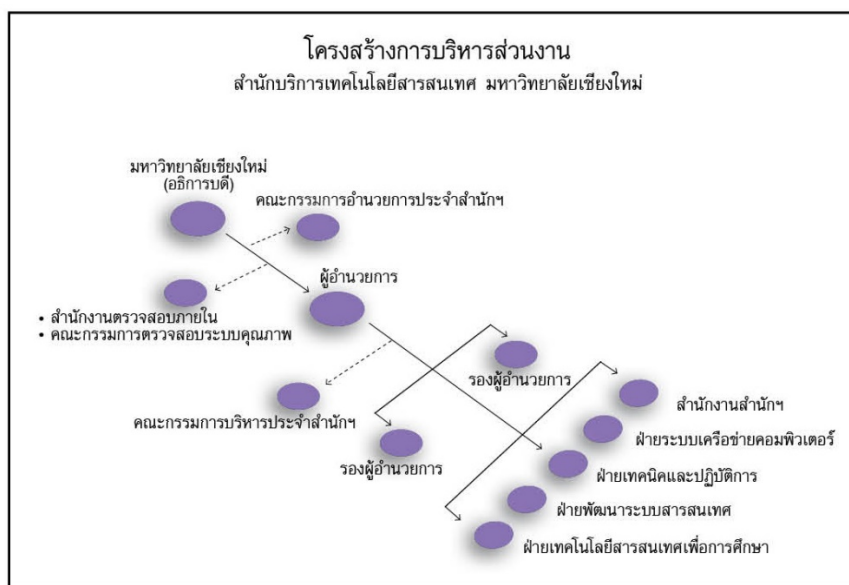 โครงสร้างการบริหารส่วนงาน
สำนักบริการเทคโนโลยีสารสนเทศ มหาวิทยาลัยเชียงใหม่
มหาวิทยาลัยเชียงใหม่
(อธิการบดี)
คณะกรรมการอำนวยการประจำสำนักฯ
ผู้อำนวยการ
• สำนักงานตรวจสอบภายใน
• คณะกรรมการตรวจสอบระบบคุณภาพ
รองผู้อำนวยการ
คณะกรรมการบริหารประจำสำนักฯ
รองผู้อำนวยการ
สำนักงานสำนักฯ
ฝ่ายระบบเครือข่ายคอมพิวเตอร์
ฝ่ายเทคนิคและปฏิบัติการ
ฝ่ายพัฒนาระบบสารสนเทศ
ฝ่ายเทคโนโลยีสารสนเทศเพื่อการศึกษา